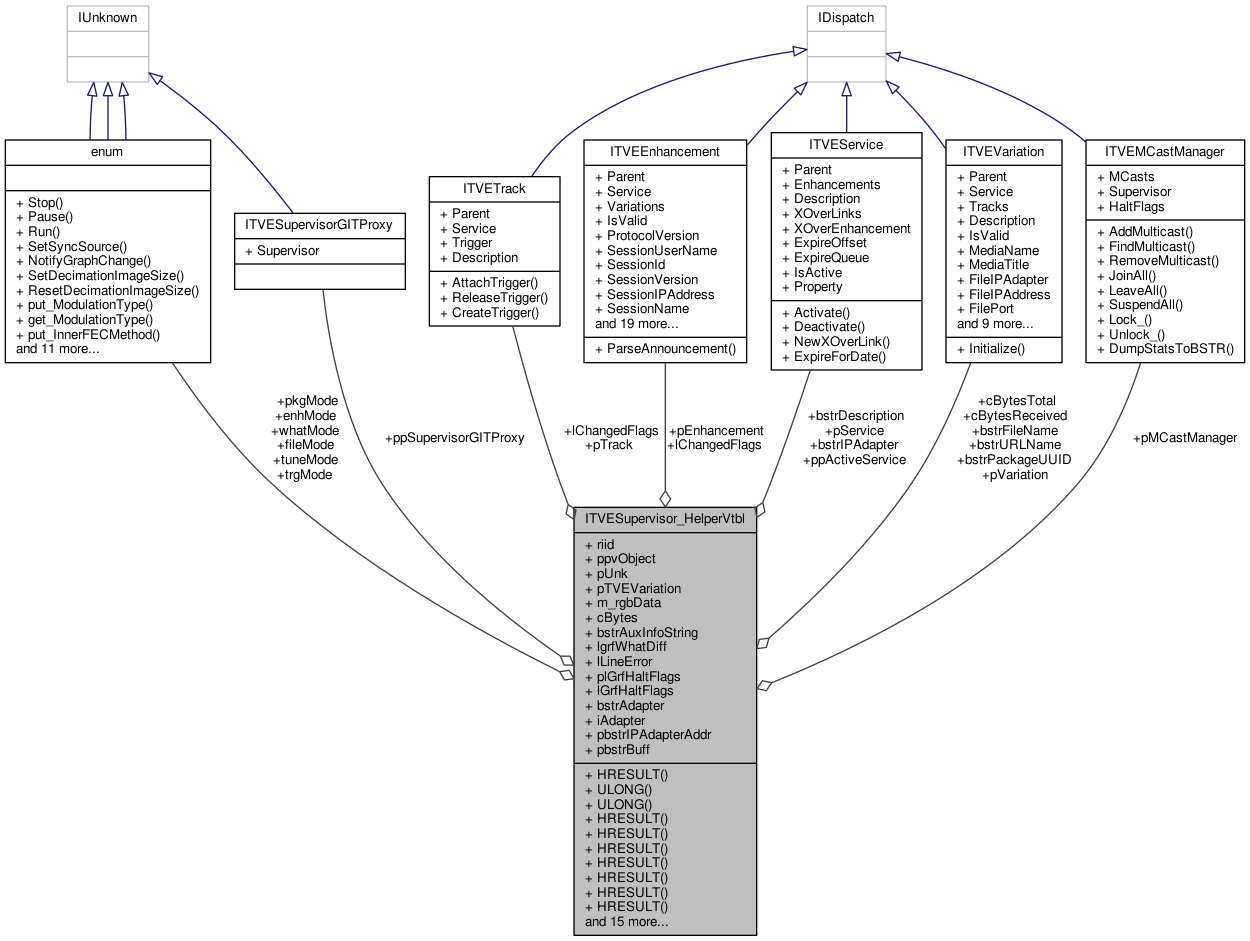 IUnknown
IDispatch
enum
+ Stop()
+ Pause()
+ Run()
+ SetSyncSource()
+ NotifyGraphChange()
+ SetDecimationImageSize()
+ ResetDecimationImageSize()
+ put_ModulationType()
+ get_ModulationType()
+ put_InnerFECMethod()
and 11 more...
ITVESupervisorGITProxy
+ Supervisor
ITVETrack
+ Parent
+ Service
+ Trigger
+ Description
+ AttachTrigger()
+ ReleaseTrigger()
+ CreateTrigger()
ITVEEnhancement
+ Parent
+ Service
+ Variations
+ IsValid
+ ProtocolVersion
+ SessionUserName
+ SessionId
+ SessionVersion
+ SessionIPAddress
+ SessionName
and 19 more...
+ ParseAnnouncement()
ITVEService
+ Parent
+ Enhancements
+ Description
+ XOverLinks
+ XOverEnhancement
+ ExpireOffset
+ ExpireQueue
+ IsActive
+ Property
+ Activate()
+ Deactivate()
+ NewXOverLink()
+ ExpireForDate()
ITVEVariation
+ Parent
+ Service
+ Tracks
+ Description
+ IsValid
+ MediaName
+ MediaTitle
+ FileIPAdapter
+ FileIPAddress
+ FilePort
and 9 more...
+ Initialize()
ITVEMCastManager
+ MCasts
+ Supervisor
+ HaltFlags
+ AddMulticast()
+ FindMulticast()
+ RemoveMulticast()
+ JoinAll()
+ LeaveAll()
+ SuspendAll()
+ Lock_()
+ Unlock_()
+ DumpStatsToBSTR()
+pkgMode
+enhMode
+whatMode
+fileMode
+tuneMode
+trgMode
+ppSupervisorGITProxy
+lChangedFlags
+pTrack
+pEnhancement
+lChangedFlags
+bstrDescription
+pService
+bstrIPAdapter
+ppActiveService
+cBytesTotal
+cBytesReceived
+bstrFileName
+bstrURLName
+bstrPackageUUID
+pVariation
+pMCastManager
ITVESupervisor_HelperVtbl
+ riid
+ ppvObject
+ pUnk
+ pTVEVariation
+ m_rgbData
+ cBytes
+ bstrAuxInfoString
+ lgrfWhatDiff
+ lLineError
+ plGrfHaltFlags
+ lGrfHaltFlags
+ bstrAdapter
+ iAdapter
+ pbstrIPAdapterAddr
+ pbstrBuff
+ HRESULT()
+ ULONG()
+ ULONG()
+ HRESULT()
+ HRESULT()
+ HRESULT()
+ HRESULT()
+ HRESULT()
+ HRESULT()
+ HRESULT()
and 15 more...